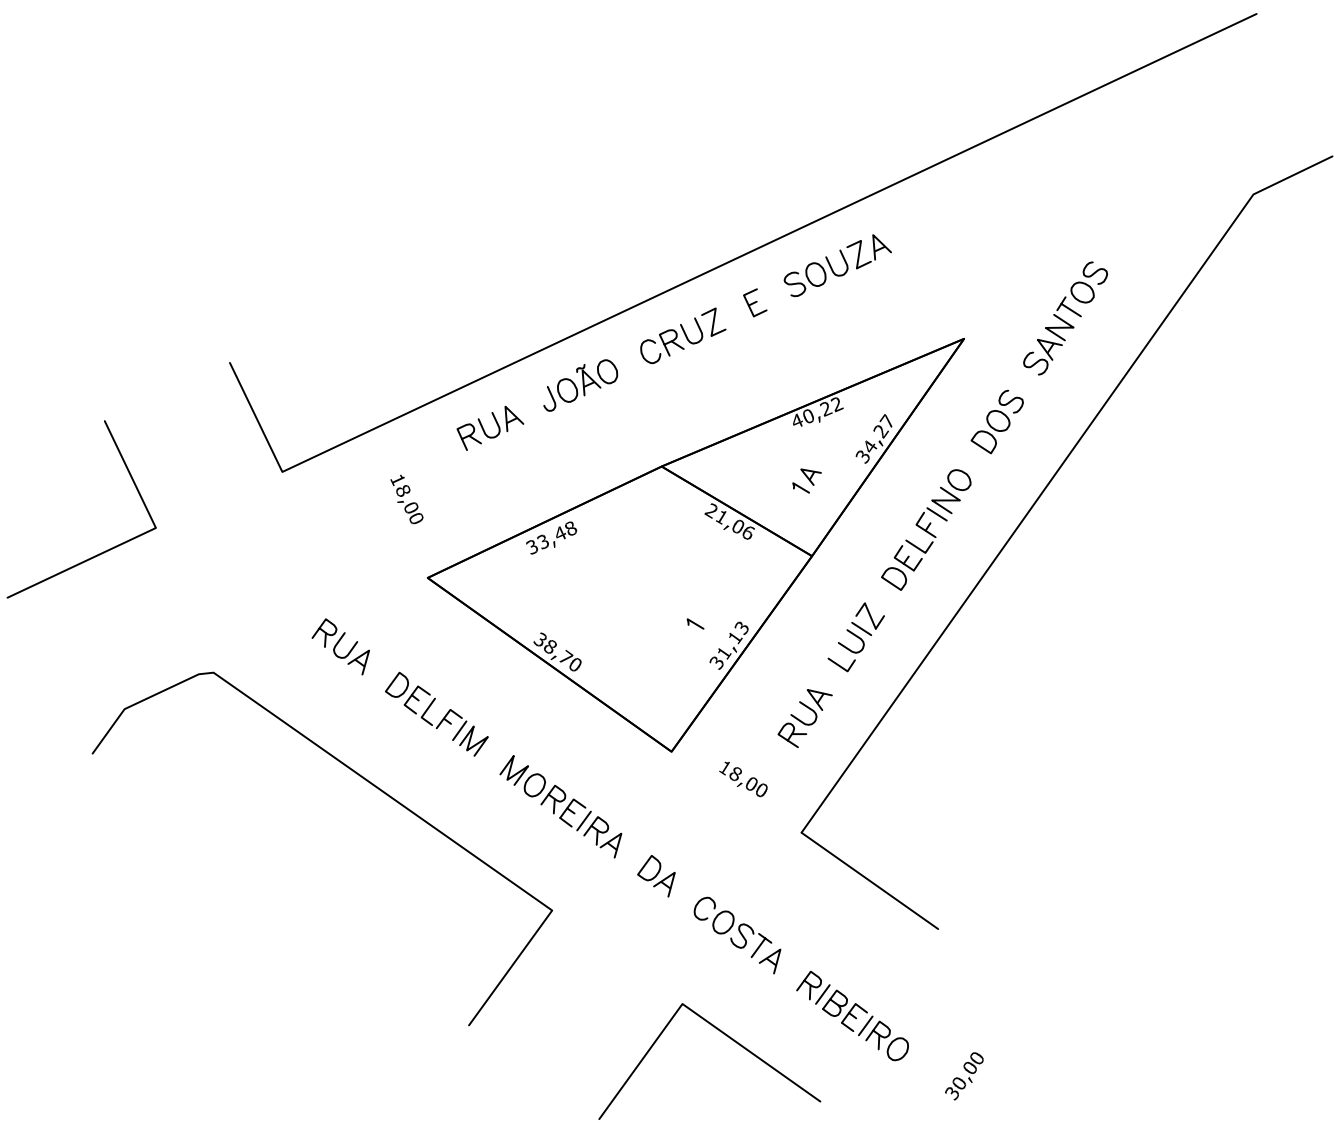 RUA JOÃO CRUZ E SOUZA
40,22
34,27
1A
18,00
21,06
33,48
RUA LUIZ DELFINO DOS SANTOS
1
31,13
38,70
RUA DELFIM MOREIRA DA COSTA RIBEIRO
18,00
30,00